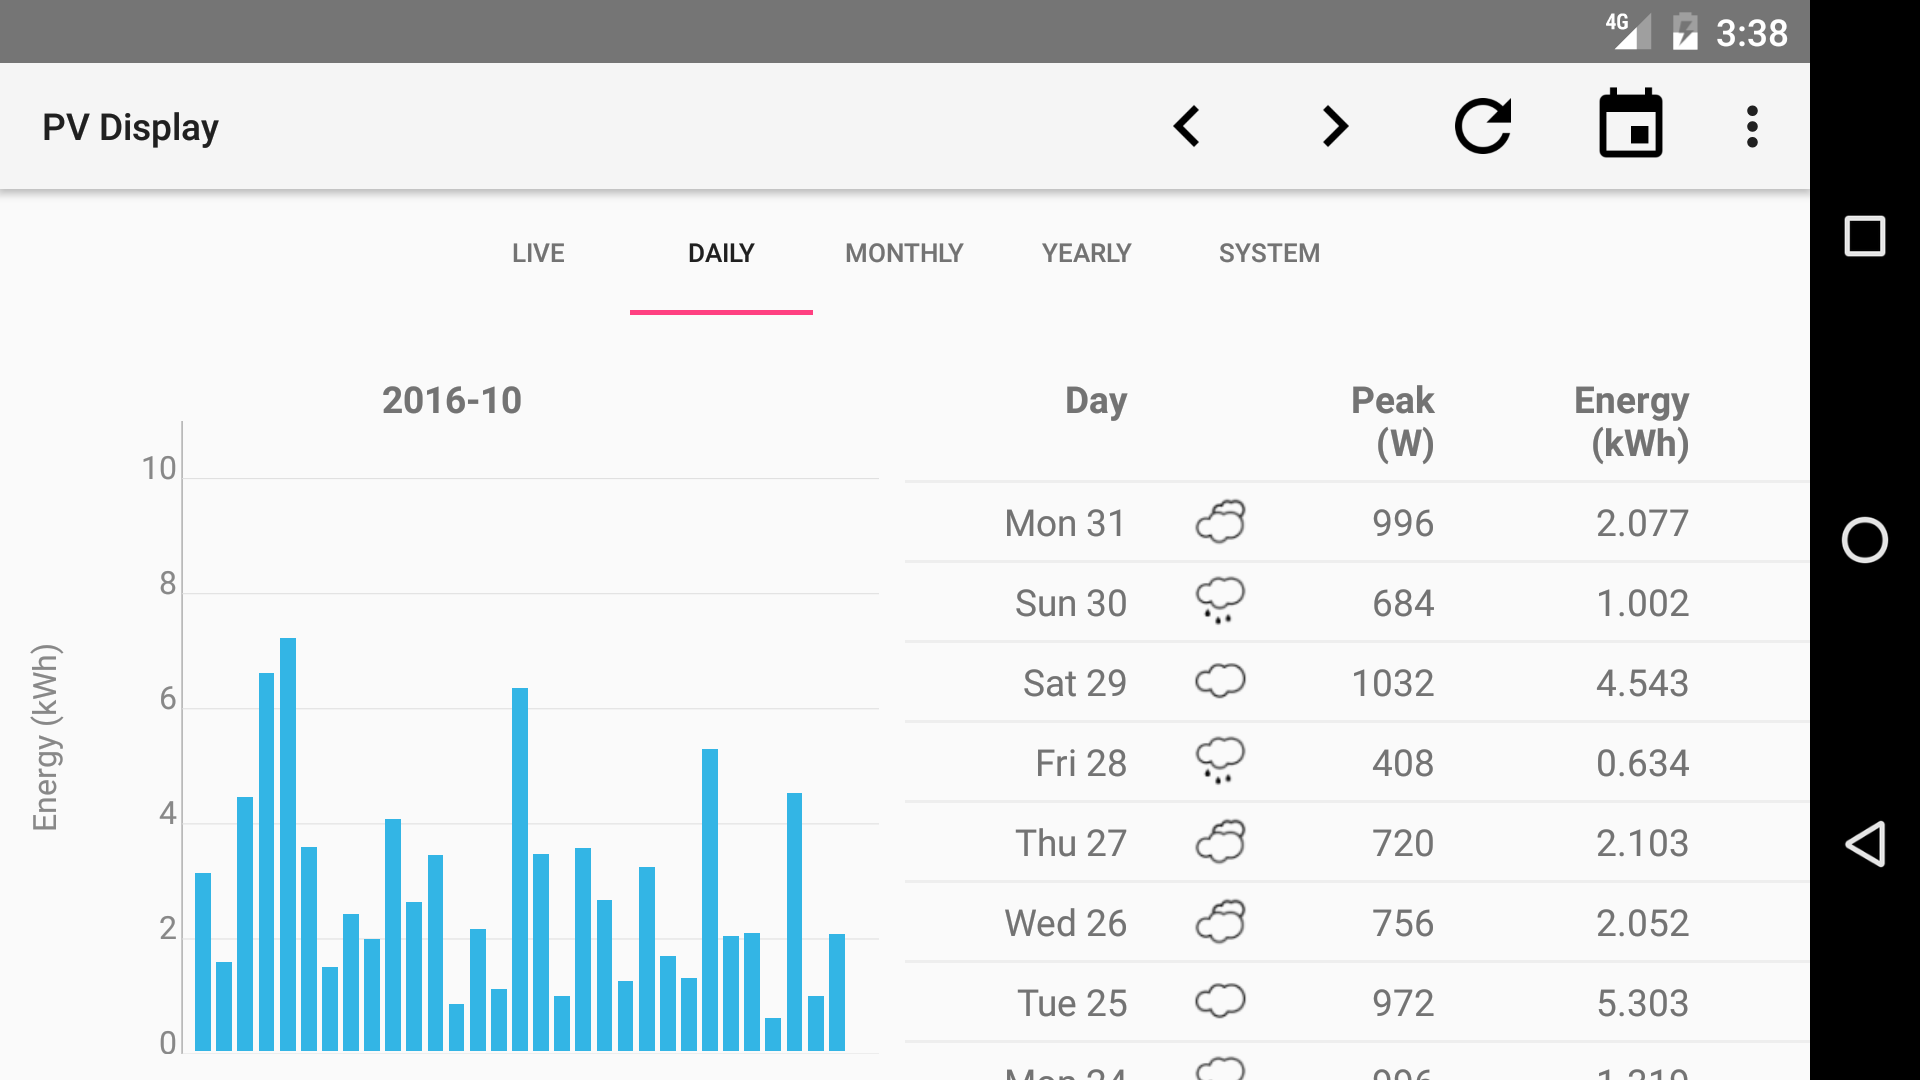 4G 3:38
PV Display
LIVE DAILY MONTHLY YEARLY SYSTEM
2016-10
Energy (kWh)
10
8
6
4
2
0
Day Peak (W) Energy (kWh)
Mon 31 996 2.077
Sun 30 684 1.002
Sat 29 1032 4.543
Fri 28 408 0.634
Thu 27 720 2.103
Wed 26 756 2.052
Tue 25 972 5.303